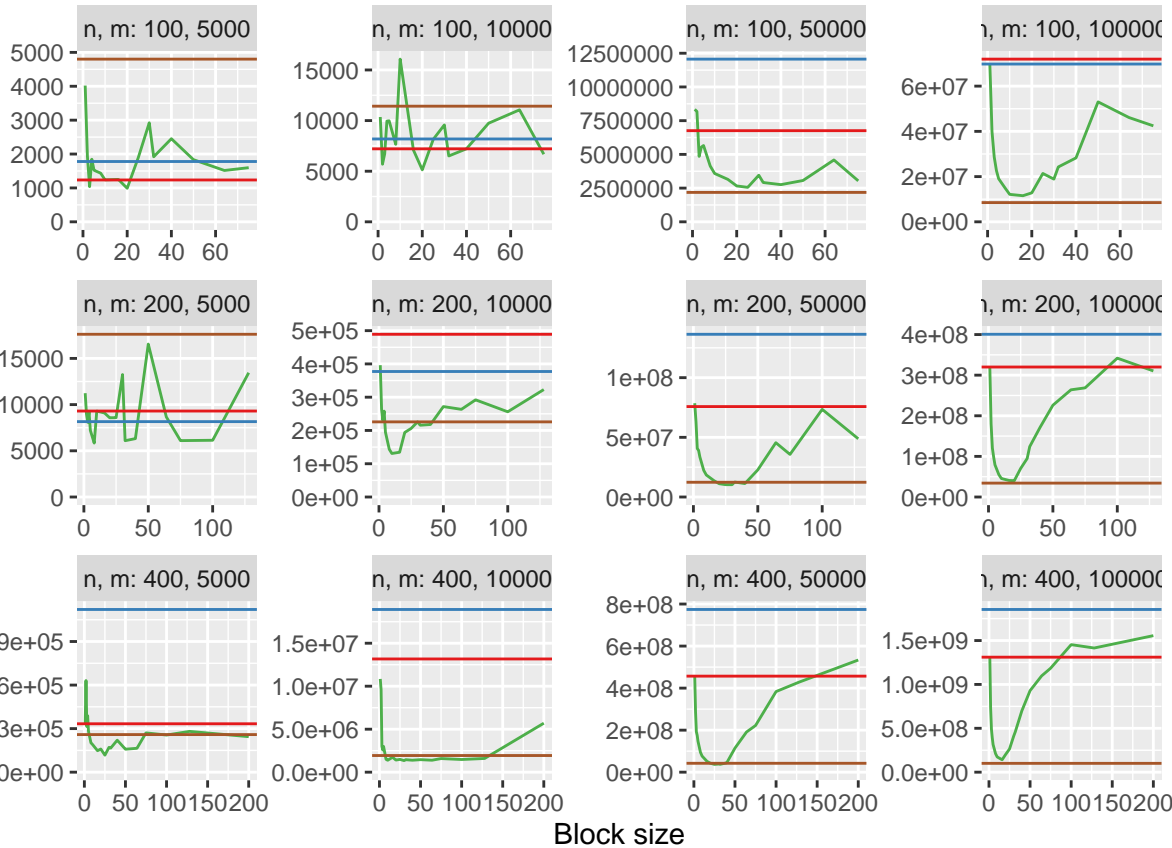 n, m: 100, 5000
n, m: 100, 10000
n, m: 100, 50000
n, m: 100, 100000
5000
4000
3000
2000
1000
0
0 20 40 60
15000
10000
5000
0
0 20 40 60
12500000
10000000
7500000
5000000
2500000
0
0 20 40 60
6e+07
4e+07
2e+07
0e+00
0 20 40 60
n, m: 200, 5000
n, m: 200, 10000
n, m: 200, 50000
n, m: 200, 100000
15000
10000
5000
0
0 50 100
5e+05
4e+05
3e+05
2e+05
1e+05
0e+00
0 50 100
1e+08
5e+07
0e+00
0 50 100
4e+08
3e+08
2e+08
1e+08
0e+00
0 50 100
n, m: 400, 5000
n, m: 400, 10000
n, m: 400, 50000
n, m: 400, 100000
9e+05
6e+05
3e+05
0e+00
0 50 100 150 200
1.5e+07
1.0e+07
5.0e+06
0.0e+00
0 50 100 150 200
8e+08
6e+08
4e+08
2e+08
0e+00
0 50 100 150 200
1.5e+09
1.0e+09
5.0e+08
0.0e+00
0 50 100 150 200
Block size